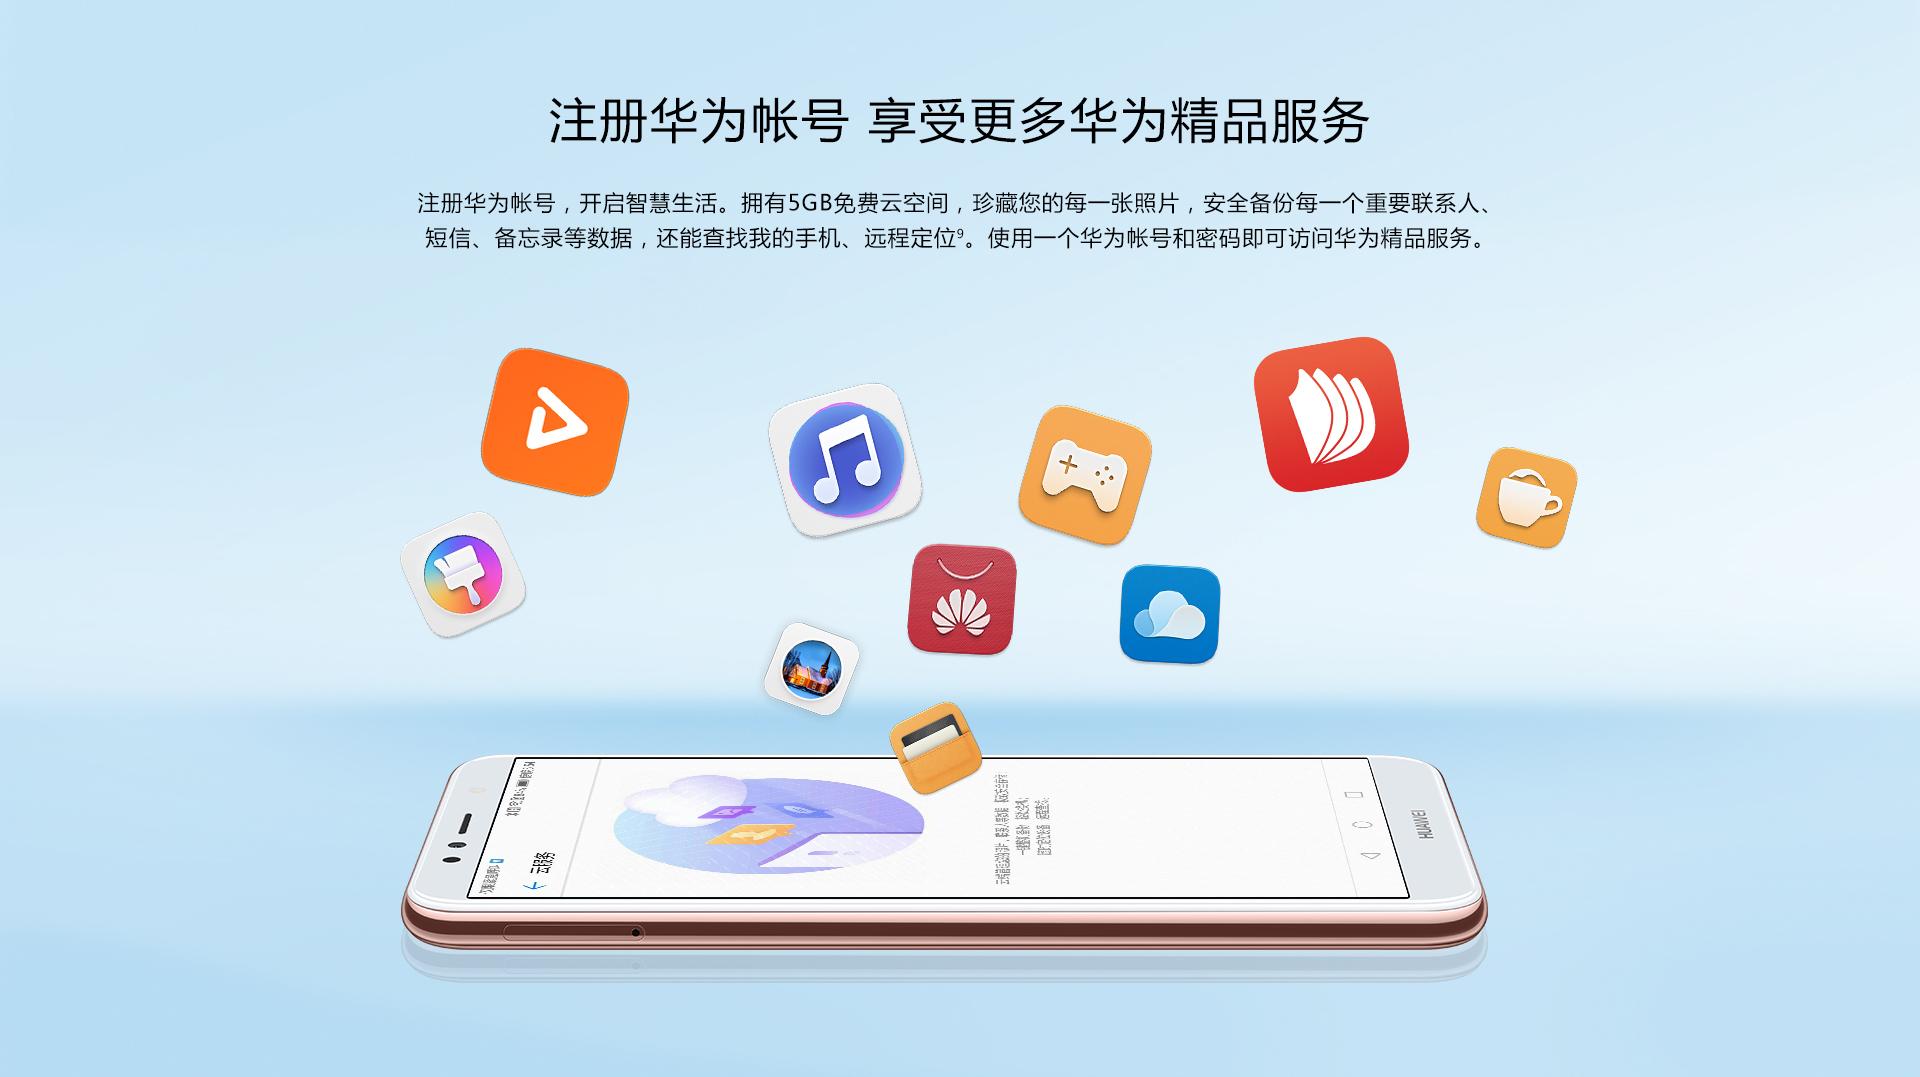 注册华为帐号 享受更多华为精品服务
注册华为帐号，开启智慧生活。拥有5GB免费云空间，珍藏您的每一张照片，安全备份每一个重要联系人、
短信、备忘录等数据，还能查找我的手机、远程定位⁹。使用一个华为帐号和密码即可访问华为精品服务。
云服务
HUAWEI